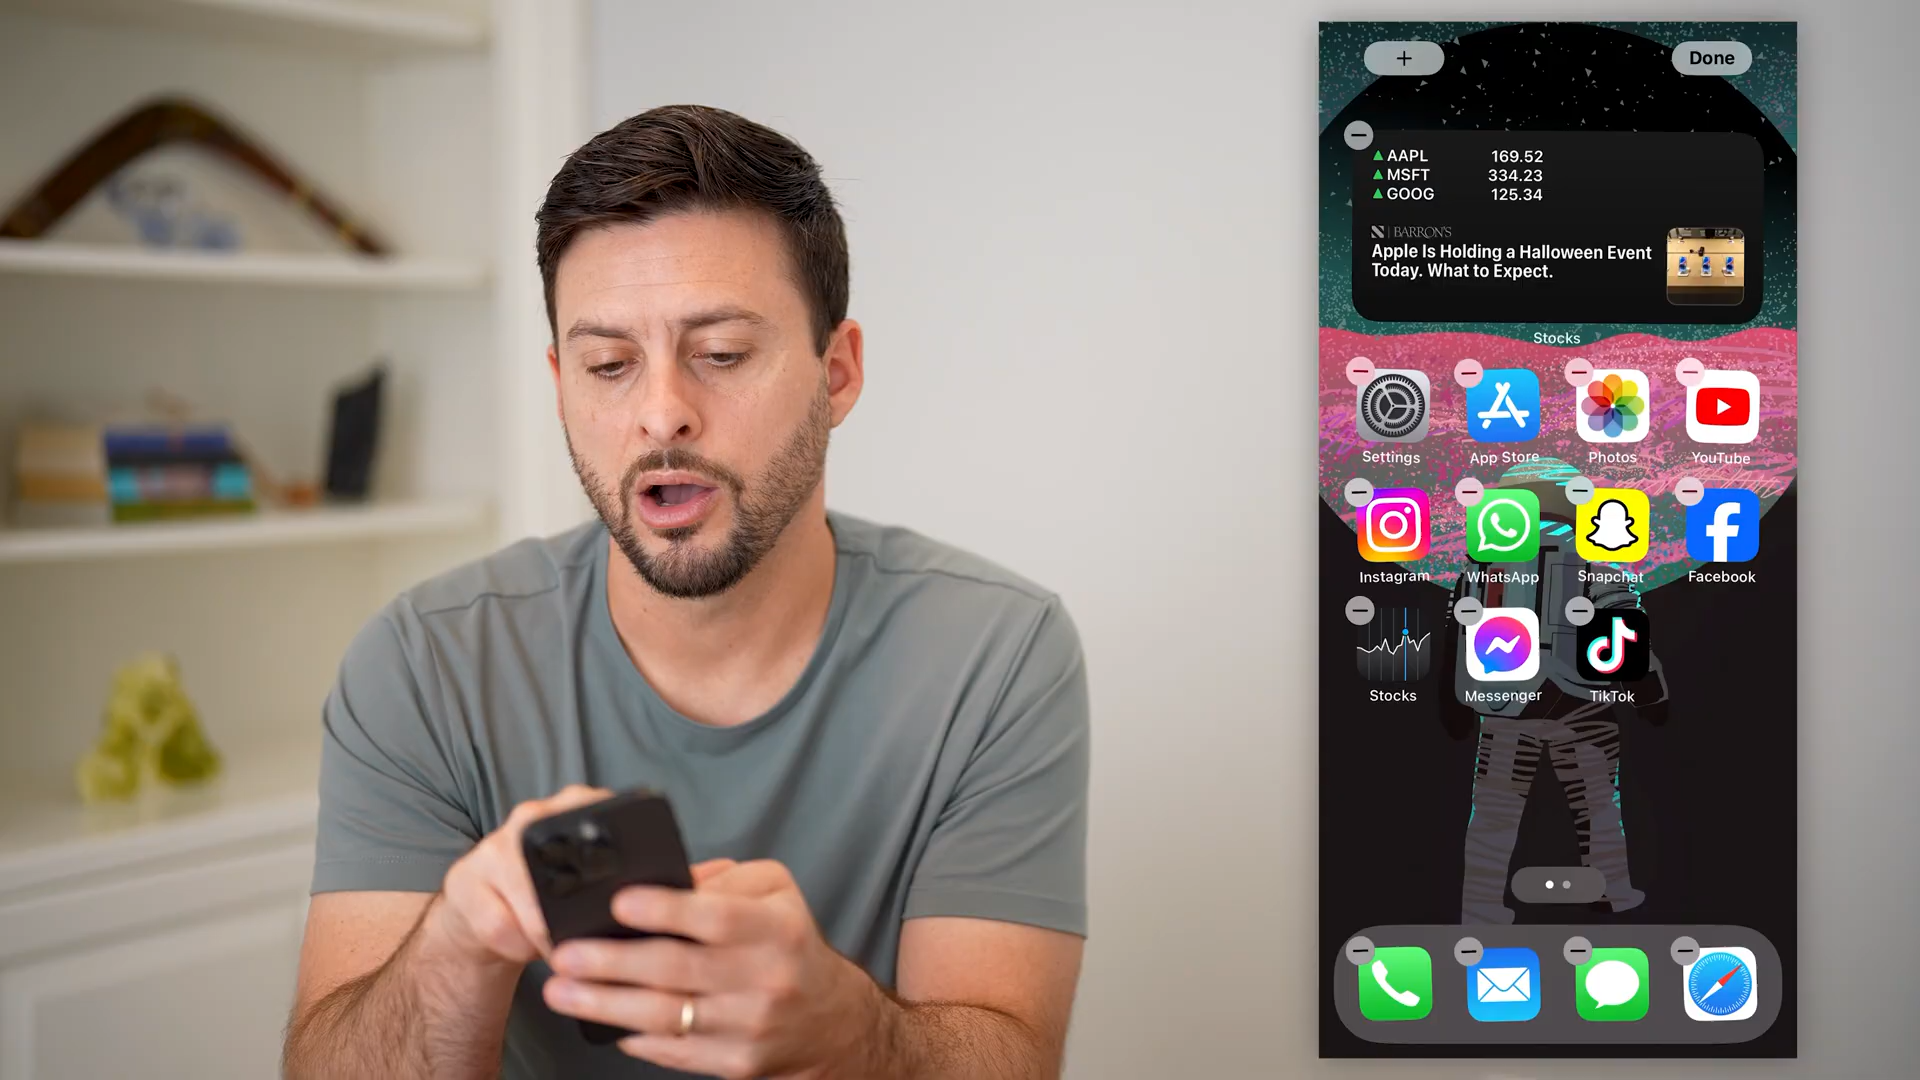 +
Done
AAPL 169.52
MSFT 334.23
GOOG 125.34
BARRON'S
Apple Is Holding a Halloween Event
Today. What to Expect.
Stocks
Settings App Store Photos YouTube
Instagram WhatsApp Snapchat Facebook
Stocks Messenger TikTok